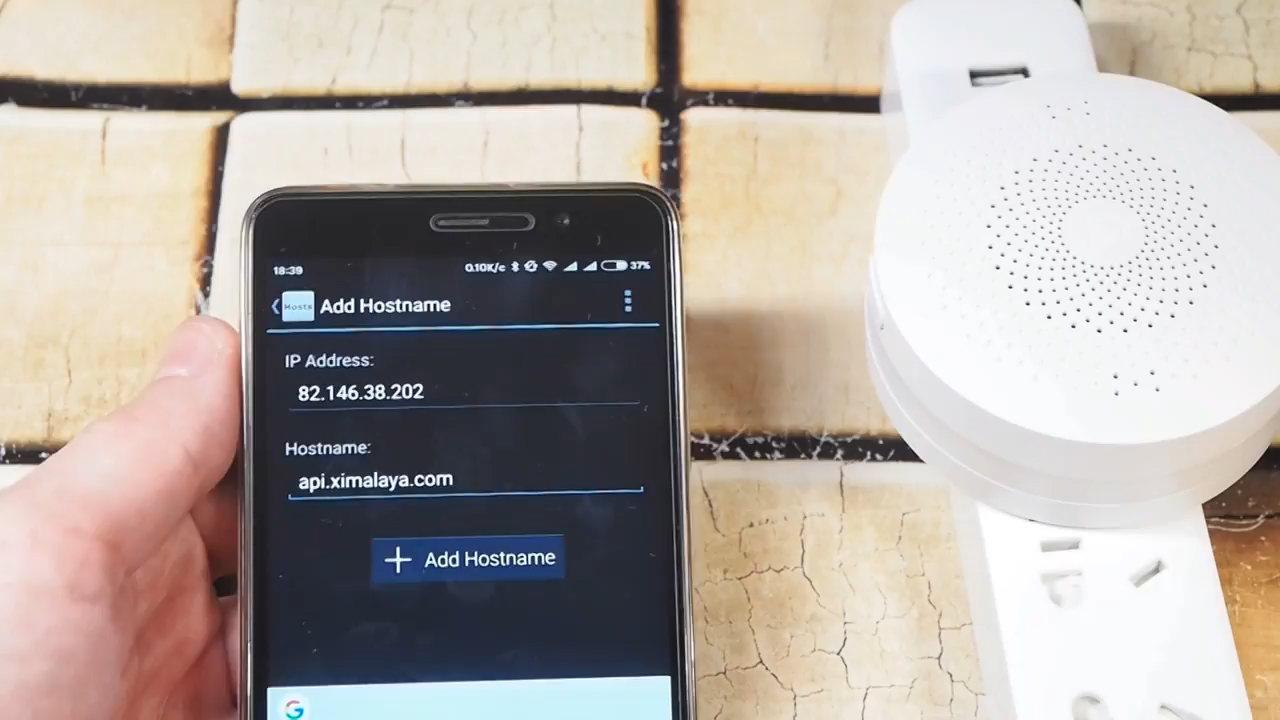 18:39
0.10K/c
37%
Hosts
Add Hostname
IP Address:
82.146.38.202
Hostname:
api.ximalaya.com
Add Hostname
G